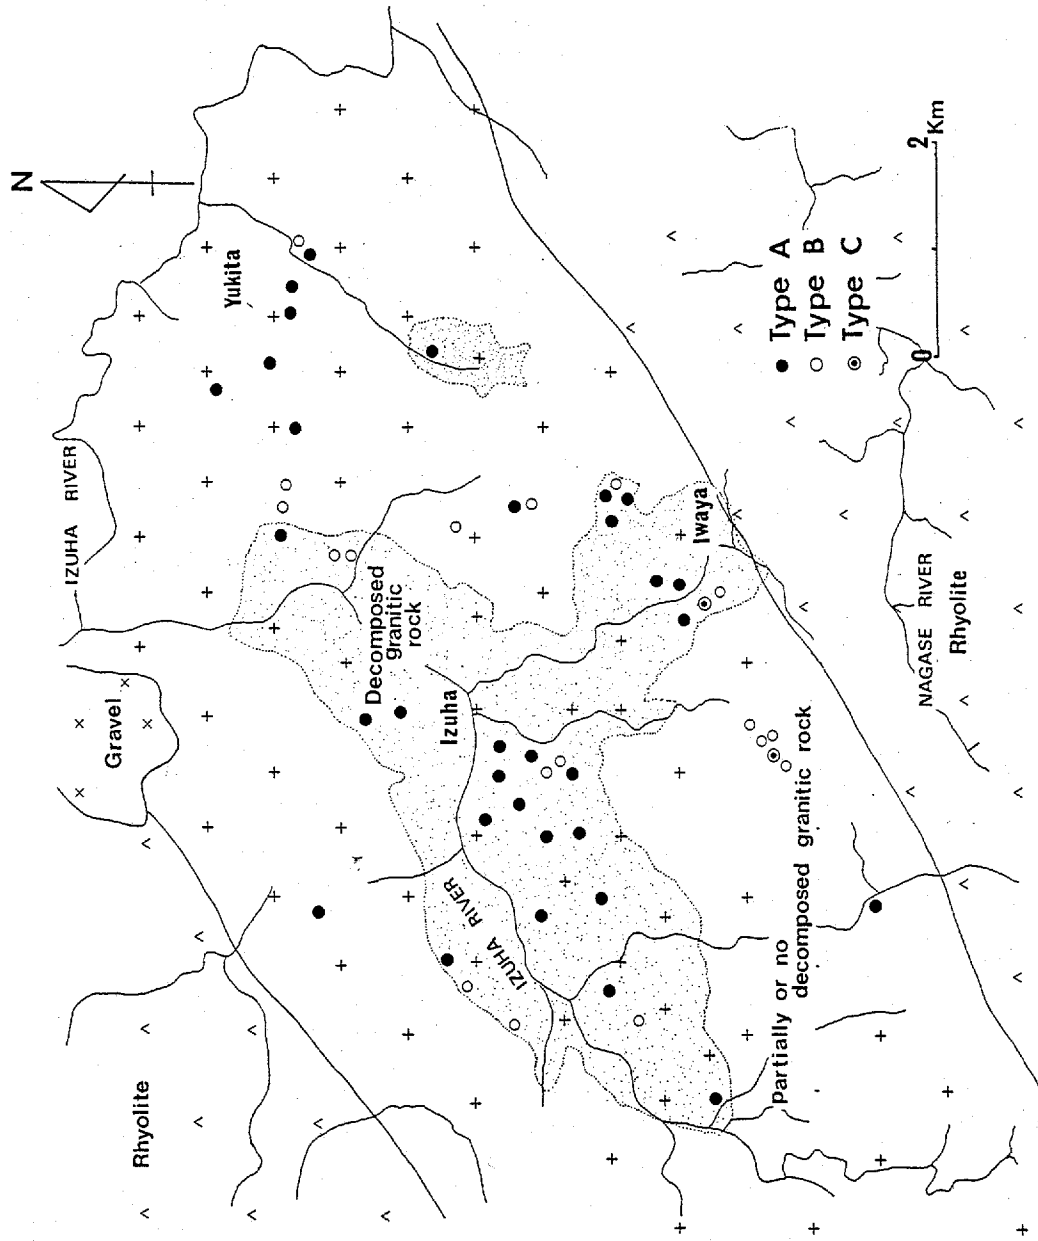 N
IZUHA RIVER
Yukita
Gravel
Decomposed
granitic
rock
Izuha
IZUHA RIVER
Iwaya
Rhyolite
Partially or no
decomposed granitic rock
NAGASE RIVER
Rhyolite
Type A
Type B
Type C
0
2
Km